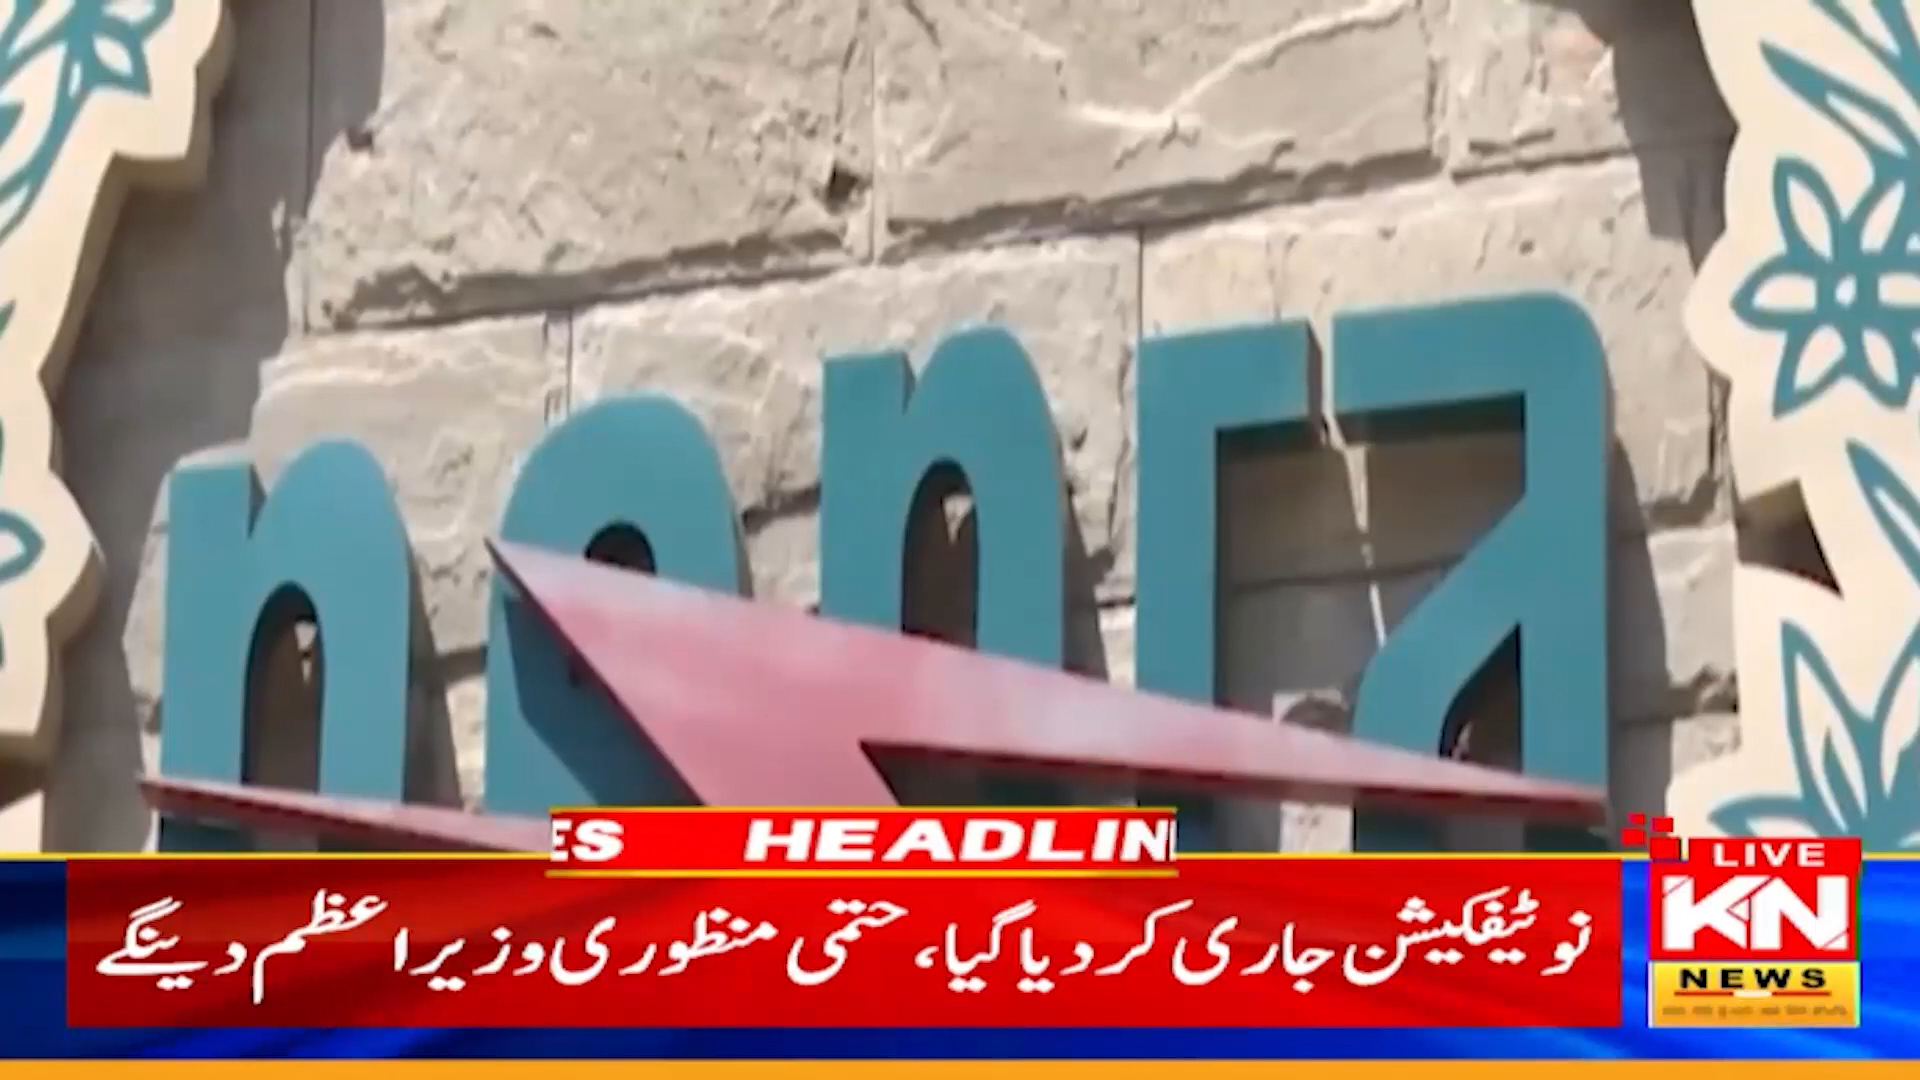 nepra
ES HEADLIN
LIVE
KN
NEWS
نوٹیفکیشن جاری کر دیا گیا، حتمی منظوری وزیراعظم دینگے